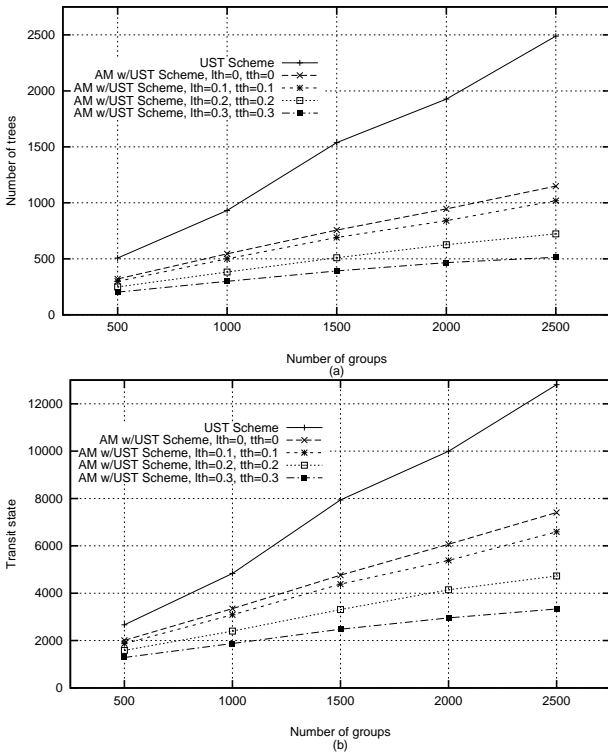 2500
2000
1500
1000
500
0
Number of trees
UST Scheme
AM w/UST Scheme, lth=0, tth=0
AM w/UST Scheme, lth=0.1, tth=0.1
AM w/UST Scheme, lth=0.2, tth=0.2
AM w/UST Scheme, lth=0.3, tth=0.3
500 1000 1500 2000 2500
Number of groups
(a)
12000
10000
8000
6000
4000
2000
0
Transit state
UST Scheme
AM w/UST Scheme, lth=0, tth=0
AM w/UST Scheme, lth=0.1, tth=0.1
AM w/UST Scheme, lth=0.2, tth=0.2
AM w/UST Scheme, lth=0.3, tth=0.3
500 1000 1500 2000 2500
Number of groups
(b)